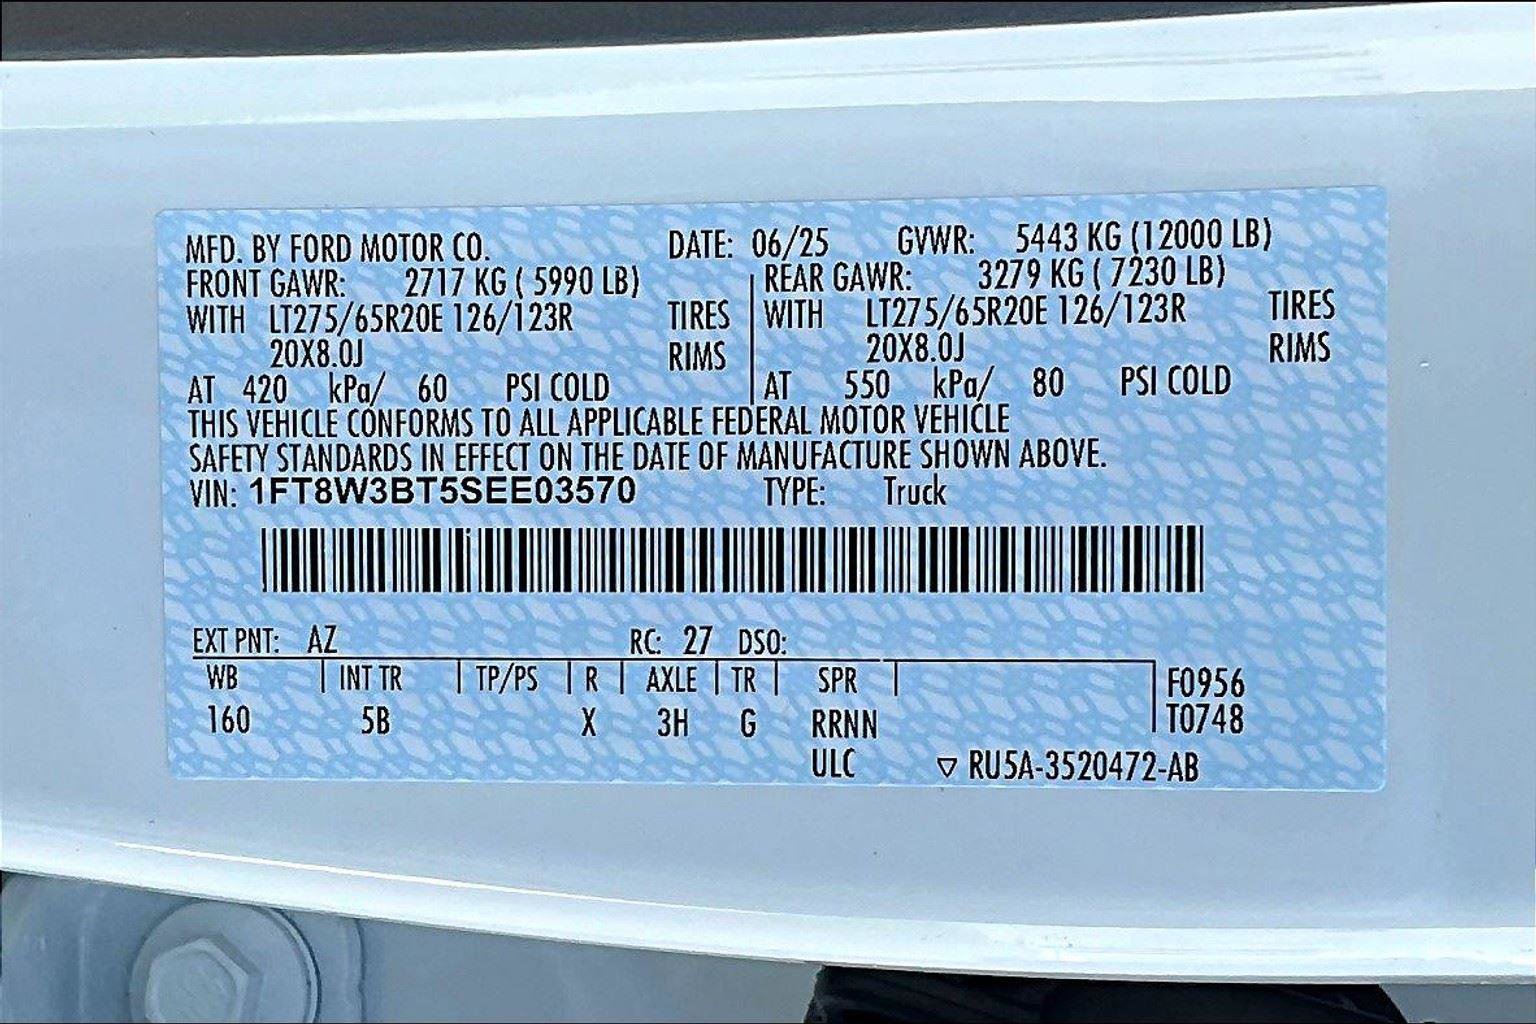 MFD. BY FORD MOTOR CO. DATE: 06/25 GVWR: 5443 KG (12000 LB)
FRONT GAWR: 2717 KG ( 5990 LB) REAR GAWR: 3279 KG ( 7230 LB)
WITH LT275/65R20E 126/123R TIRES WITH LT275/65R20E 126/123R TIRES
20X8.0J RIMS 20X8.0J RIMS
AT 420 kPa/ 60 PSI COLD AT 550 kPa/ 80 PSI COLD
THIS VEHICLE CONFORMS TO ALL APPLICABLE FEDERAL MOTOR VEHICLE
SAFETY STANDARDS IN EFFECT ON THE DATE OF MANUFACTURE SHOWN ABOVE.
VIN: 1FT8W3BT5SEE03570 TYPE: Truck
EXT PNT: AZ RC: 27 DSO:
WB INT TR TP/PS R AXLE TR SPR F0956
160 5B X 3H G RRNN T0748
ULC ▽ RU5A-3520472-AB